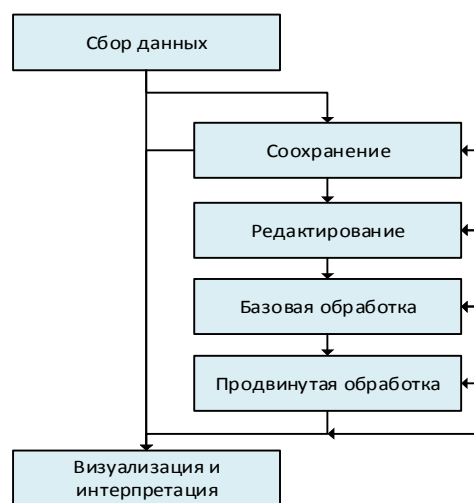 Сбор данных
Соохранение
Редактирование
Базовая обработка
Продвинутая обработка
Визуализация и
интерпретация